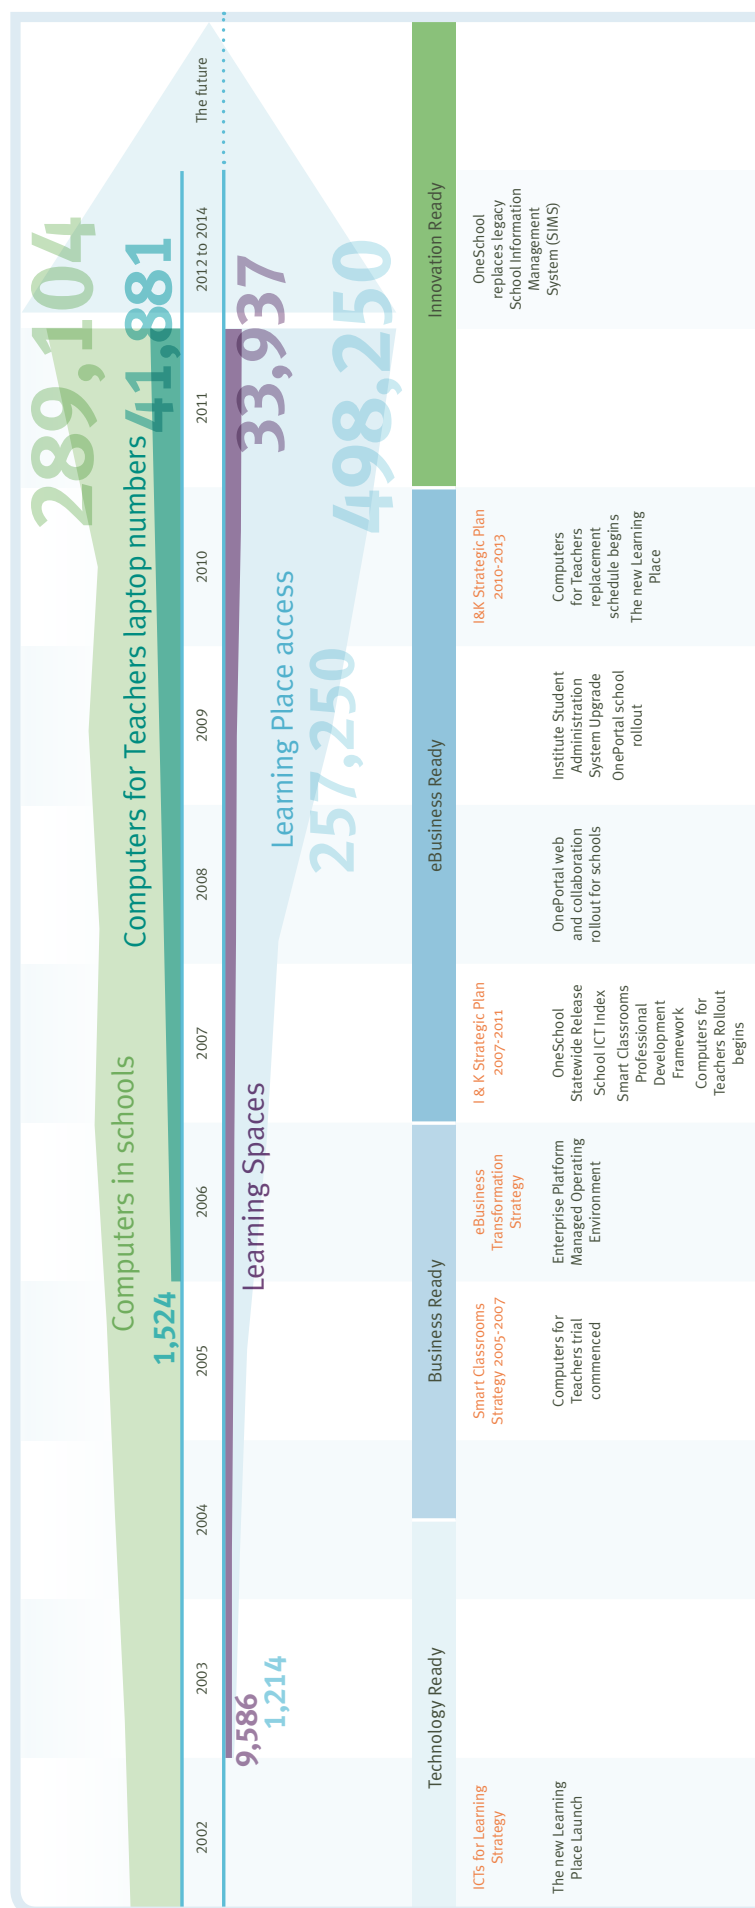 289,104
Computers in schools
Computers for Teachers laptop numbers
41,881
1,524
2002
2003
2004
2005
2006
2007
2008
2009
2010
2011
2012 to 2014
The future
9,586
Learning Spaces
33,937
1,214
Learning Place access
257,250
498,250
Technology Ready
Business Ready
eBusiness Ready
Innovation Ready
ICTs for Learning
Strategy
The new Learning
Place Launch
Smart Classrooms
Strategy 2005-2007
Computers for
Teachers trial
commenced
eBusiness
Transformation
Strategy
Enterprise Platform
Managed Operating
Environment
I & K Strategic Plan
2007-2011
OneSchool
Statewide Release
School ICT Index
Smart Classrooms
Professional
Development
Framework
Computers for
Teachers Rollout
begins
OnePortal web
and collaboration
rollout for schools
Institute Student
Administration
System Upgrade
OnePortal school
rollout
I&K Strategic Plan
2010-2013
Computers
for Teachers
replacement
schedule begins
The new Learning
Place
OneSchool
replaces legacy
School Information
Management
System (SIMS)